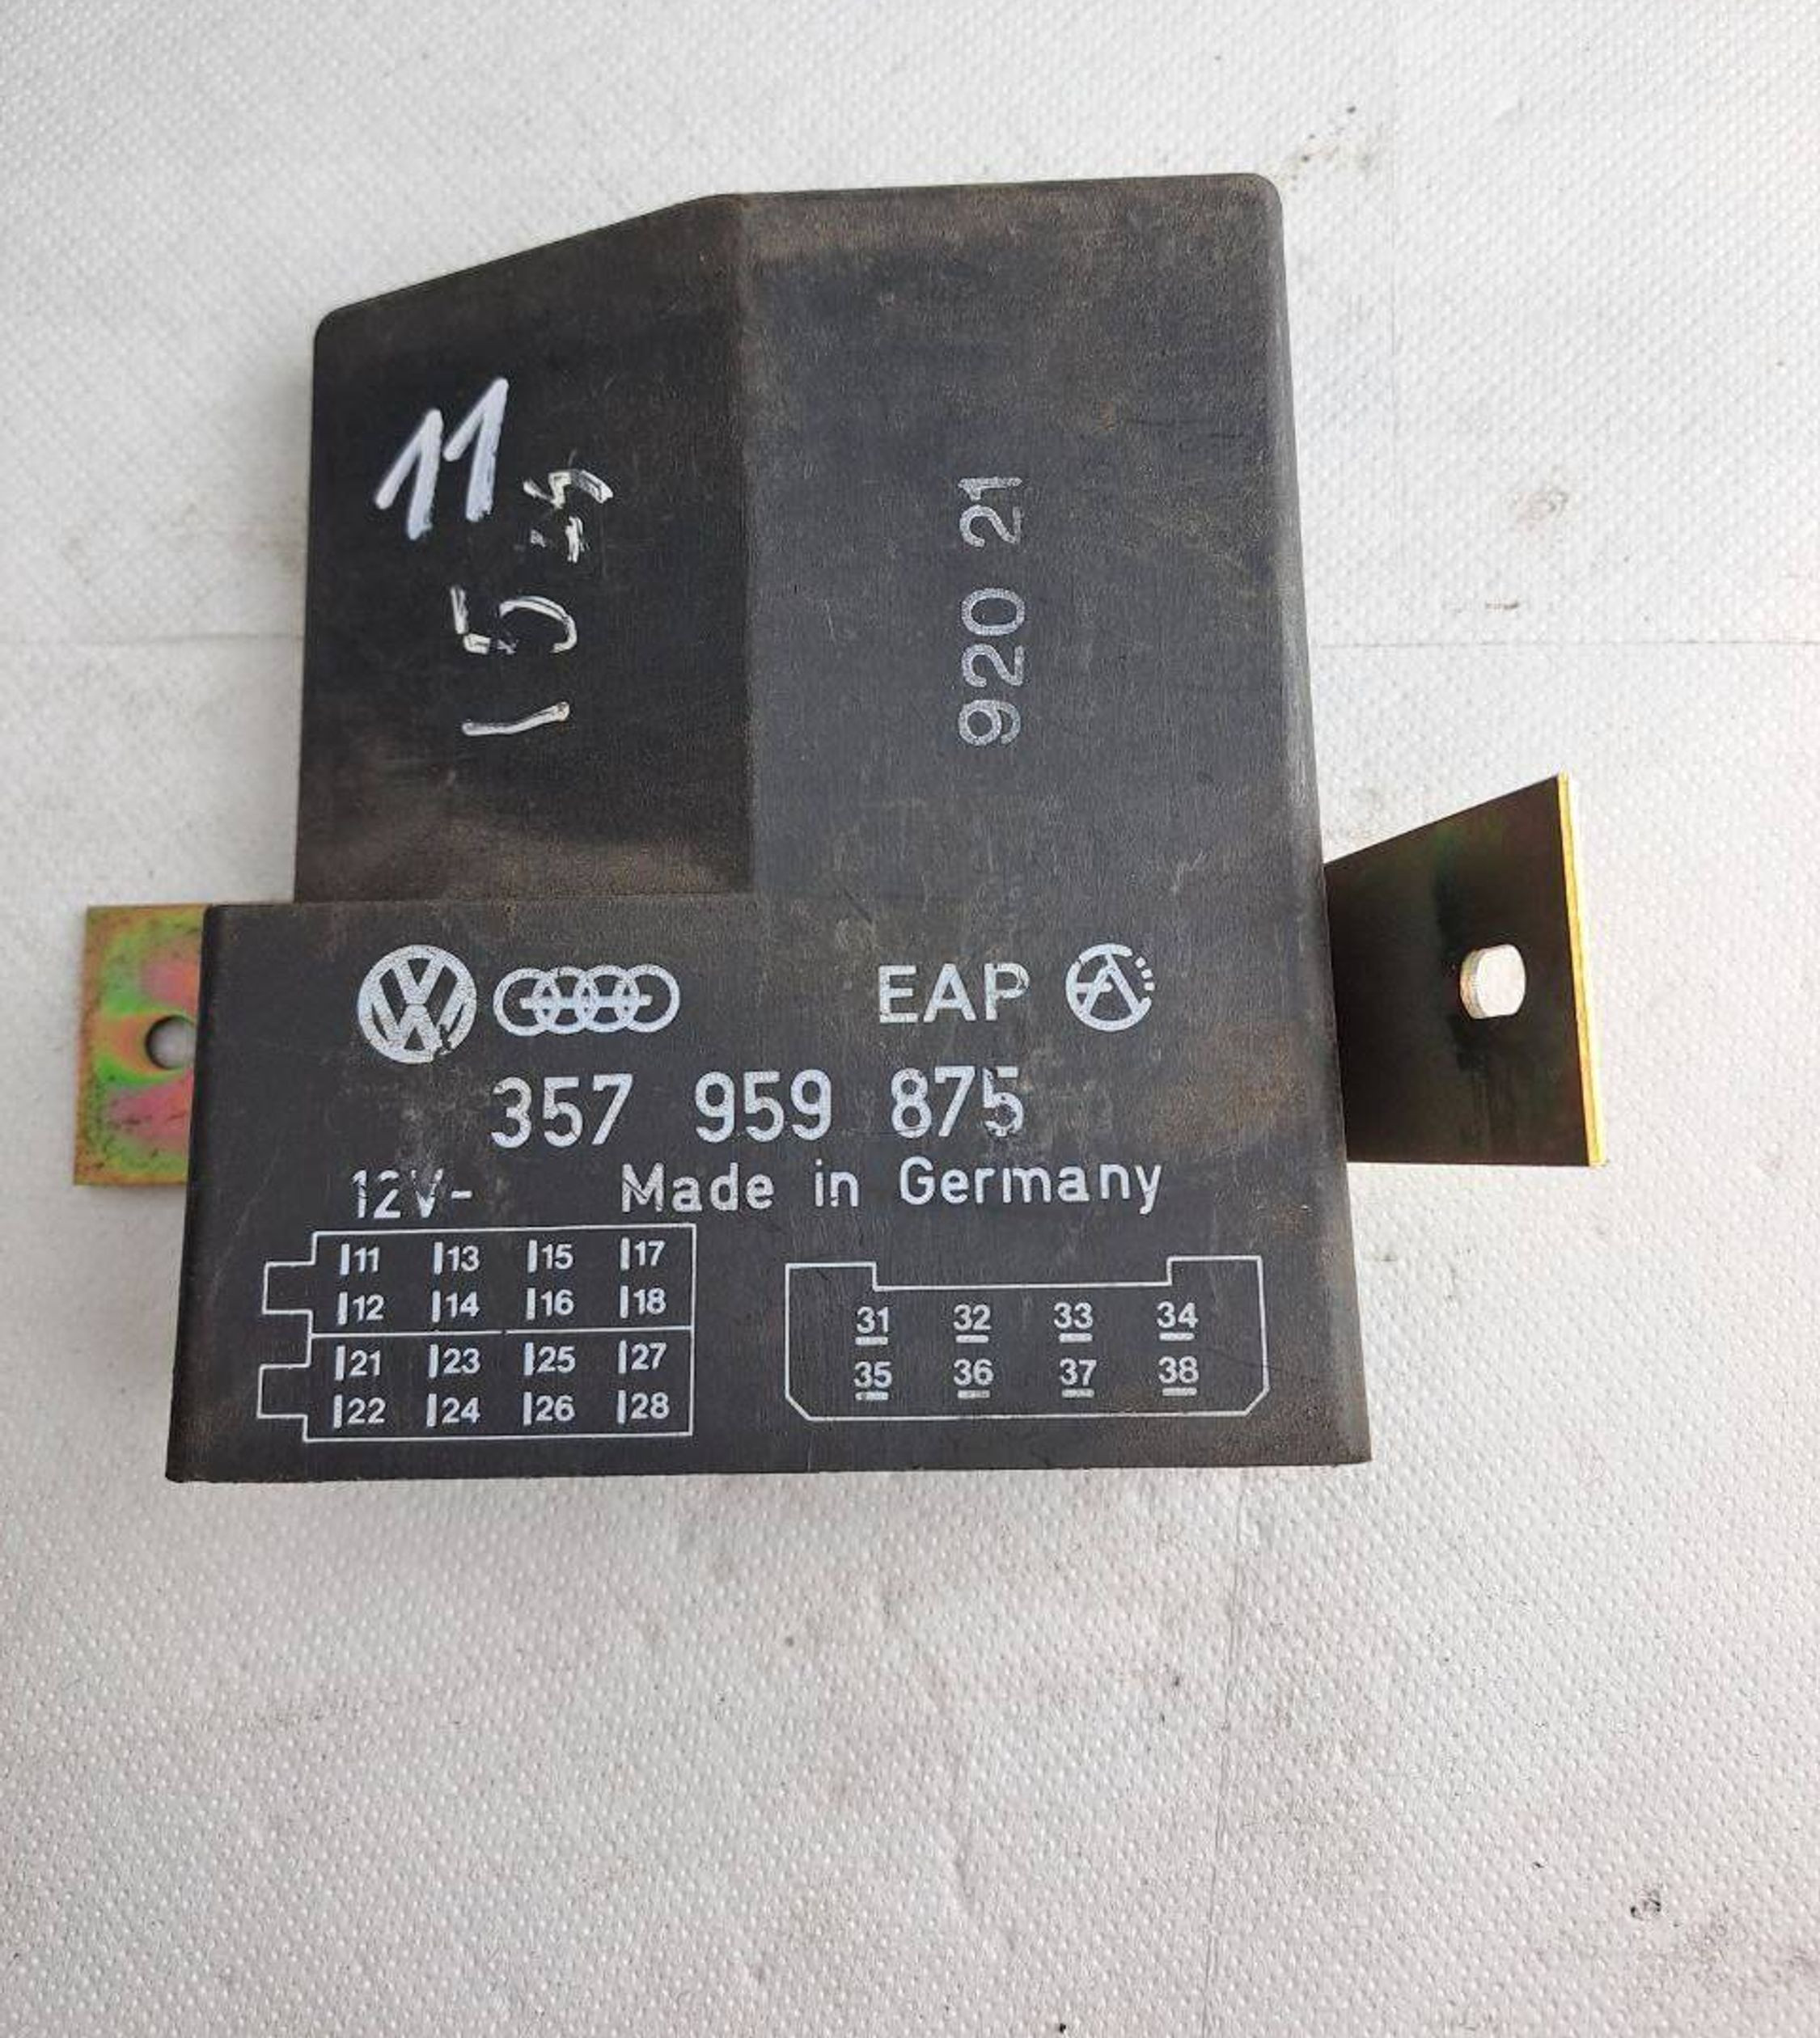 11
920 21
VW EAP
357 959 875
12V- Made in Germany
11 13 15 17
12 14 16 18
21 23 25 27
22 24 26 28
31 32 33 34
35 36 37 38